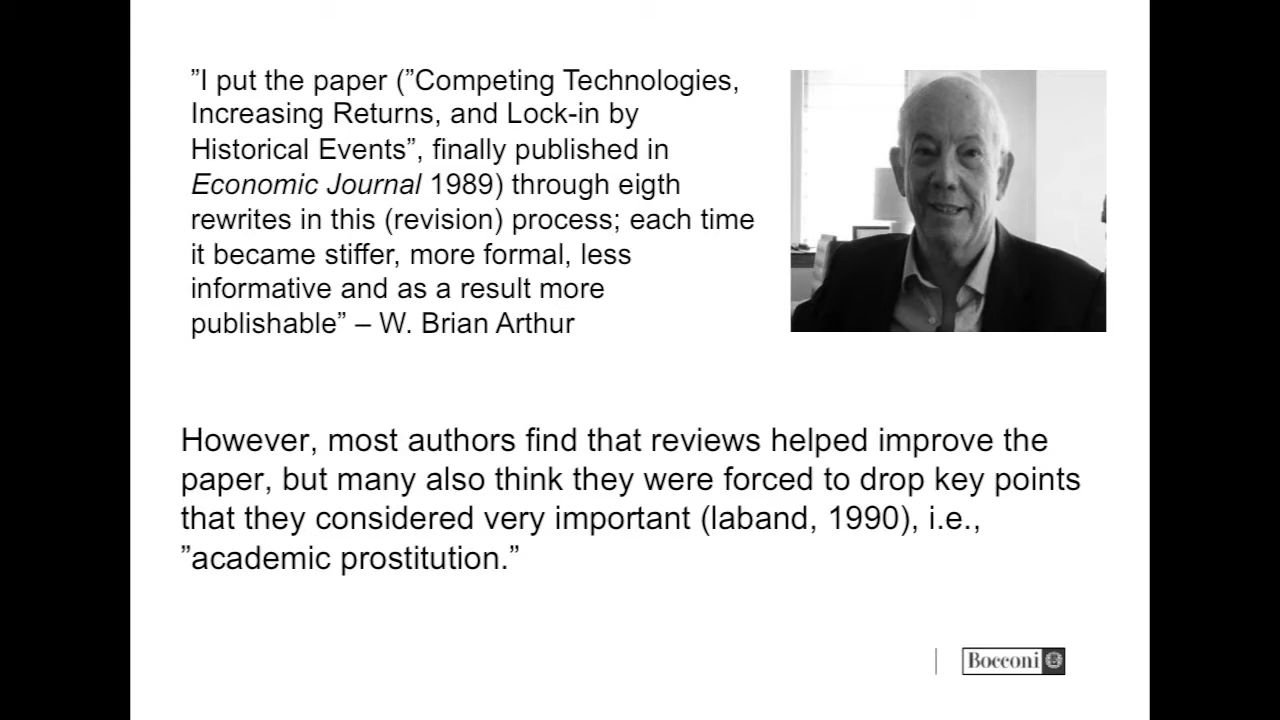 ”I put the paper (”Competing Technologies,
Increasing Returns, and Lock-in by
Historical Events”, finally published in
Economic Journal 1989) through eigth
rewrites in this (revision) process; each time
it became stiffer, more formal, less
informative and as a result more
publishable” – W. Brian Arthur
However, most authors find that reviews helped improve the
paper, but many also think they were forced to drop key points
that they considered very important (laband, 1990), i.e.,
”academic prostitution.”
Bocconi